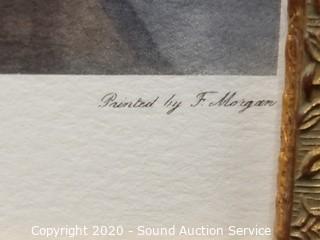 Painted by F. Morgan
Copyright 2020 - Sound Auction Service